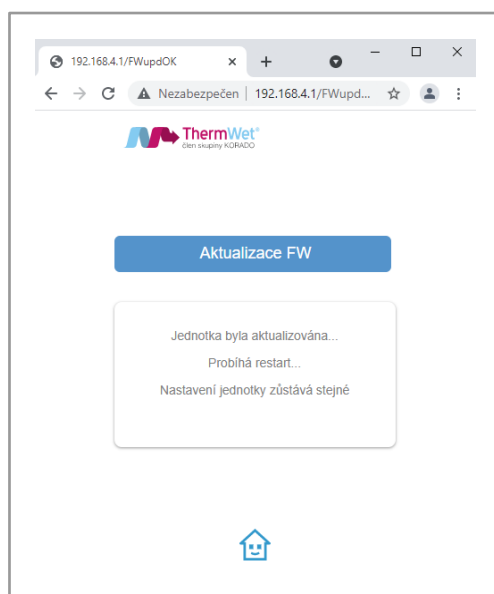 192.168.4.1/FWupdOK
Nezabezpečen | 192.168.4.1/FWupd...
ThermWet®
člen skupiny KORADO
Aktualizace FW
Jednotka byla aktualizována...
Probíhá restart...
Nastavení jednotky zůstává stejné